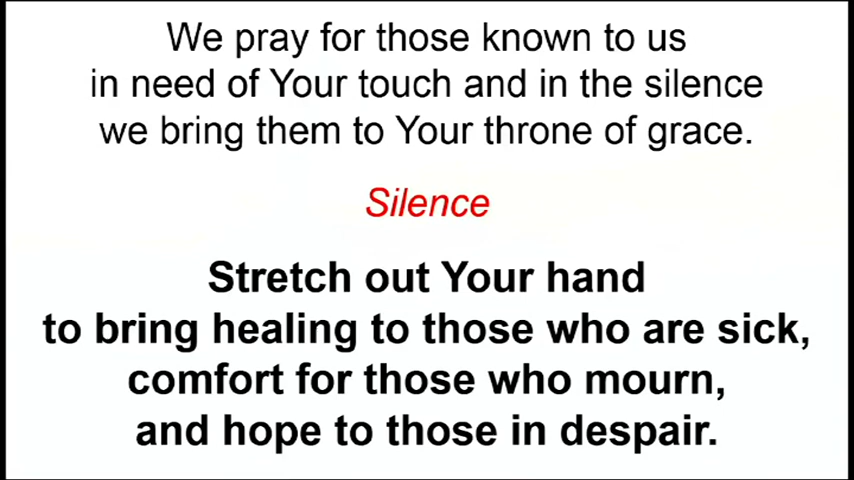 We pray for those known to us
in need of Your touch and in the silence
we bring them to Your throne of grace.
Silence
Stretch out Your hand
to bring healing to those who are sick,
comfort for those who mourn,
and hope to those in despair.